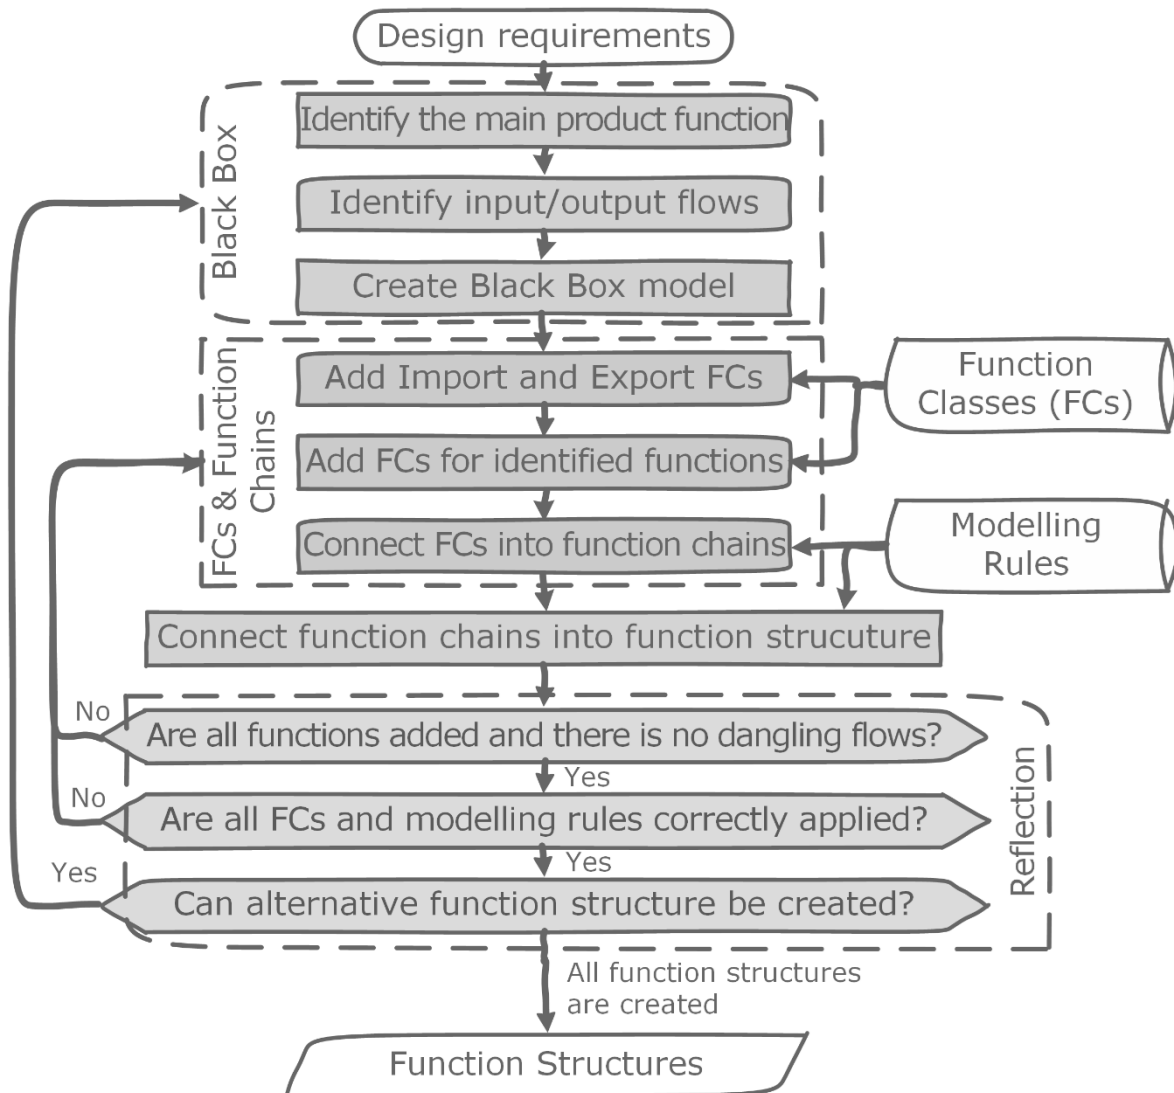 Design requirements
Black Box
Identify the main product function
Identify input/output flows
Create Black Box model
FCs & Function
Chains
Add Import and Export FCs
Function
Classes (FCs)
Add FCs for identified functions
Connect FCs into function chains
Modelling
Rules
Connect function chains into function strucuture
Reflection
No
Are all functions added and there is no dangling flows?
Yes
No
Are all FCs and modelling rules correctly applied?
Yes
Yes
Can alternative function structure be created?
All function structures
are created
Function Structures